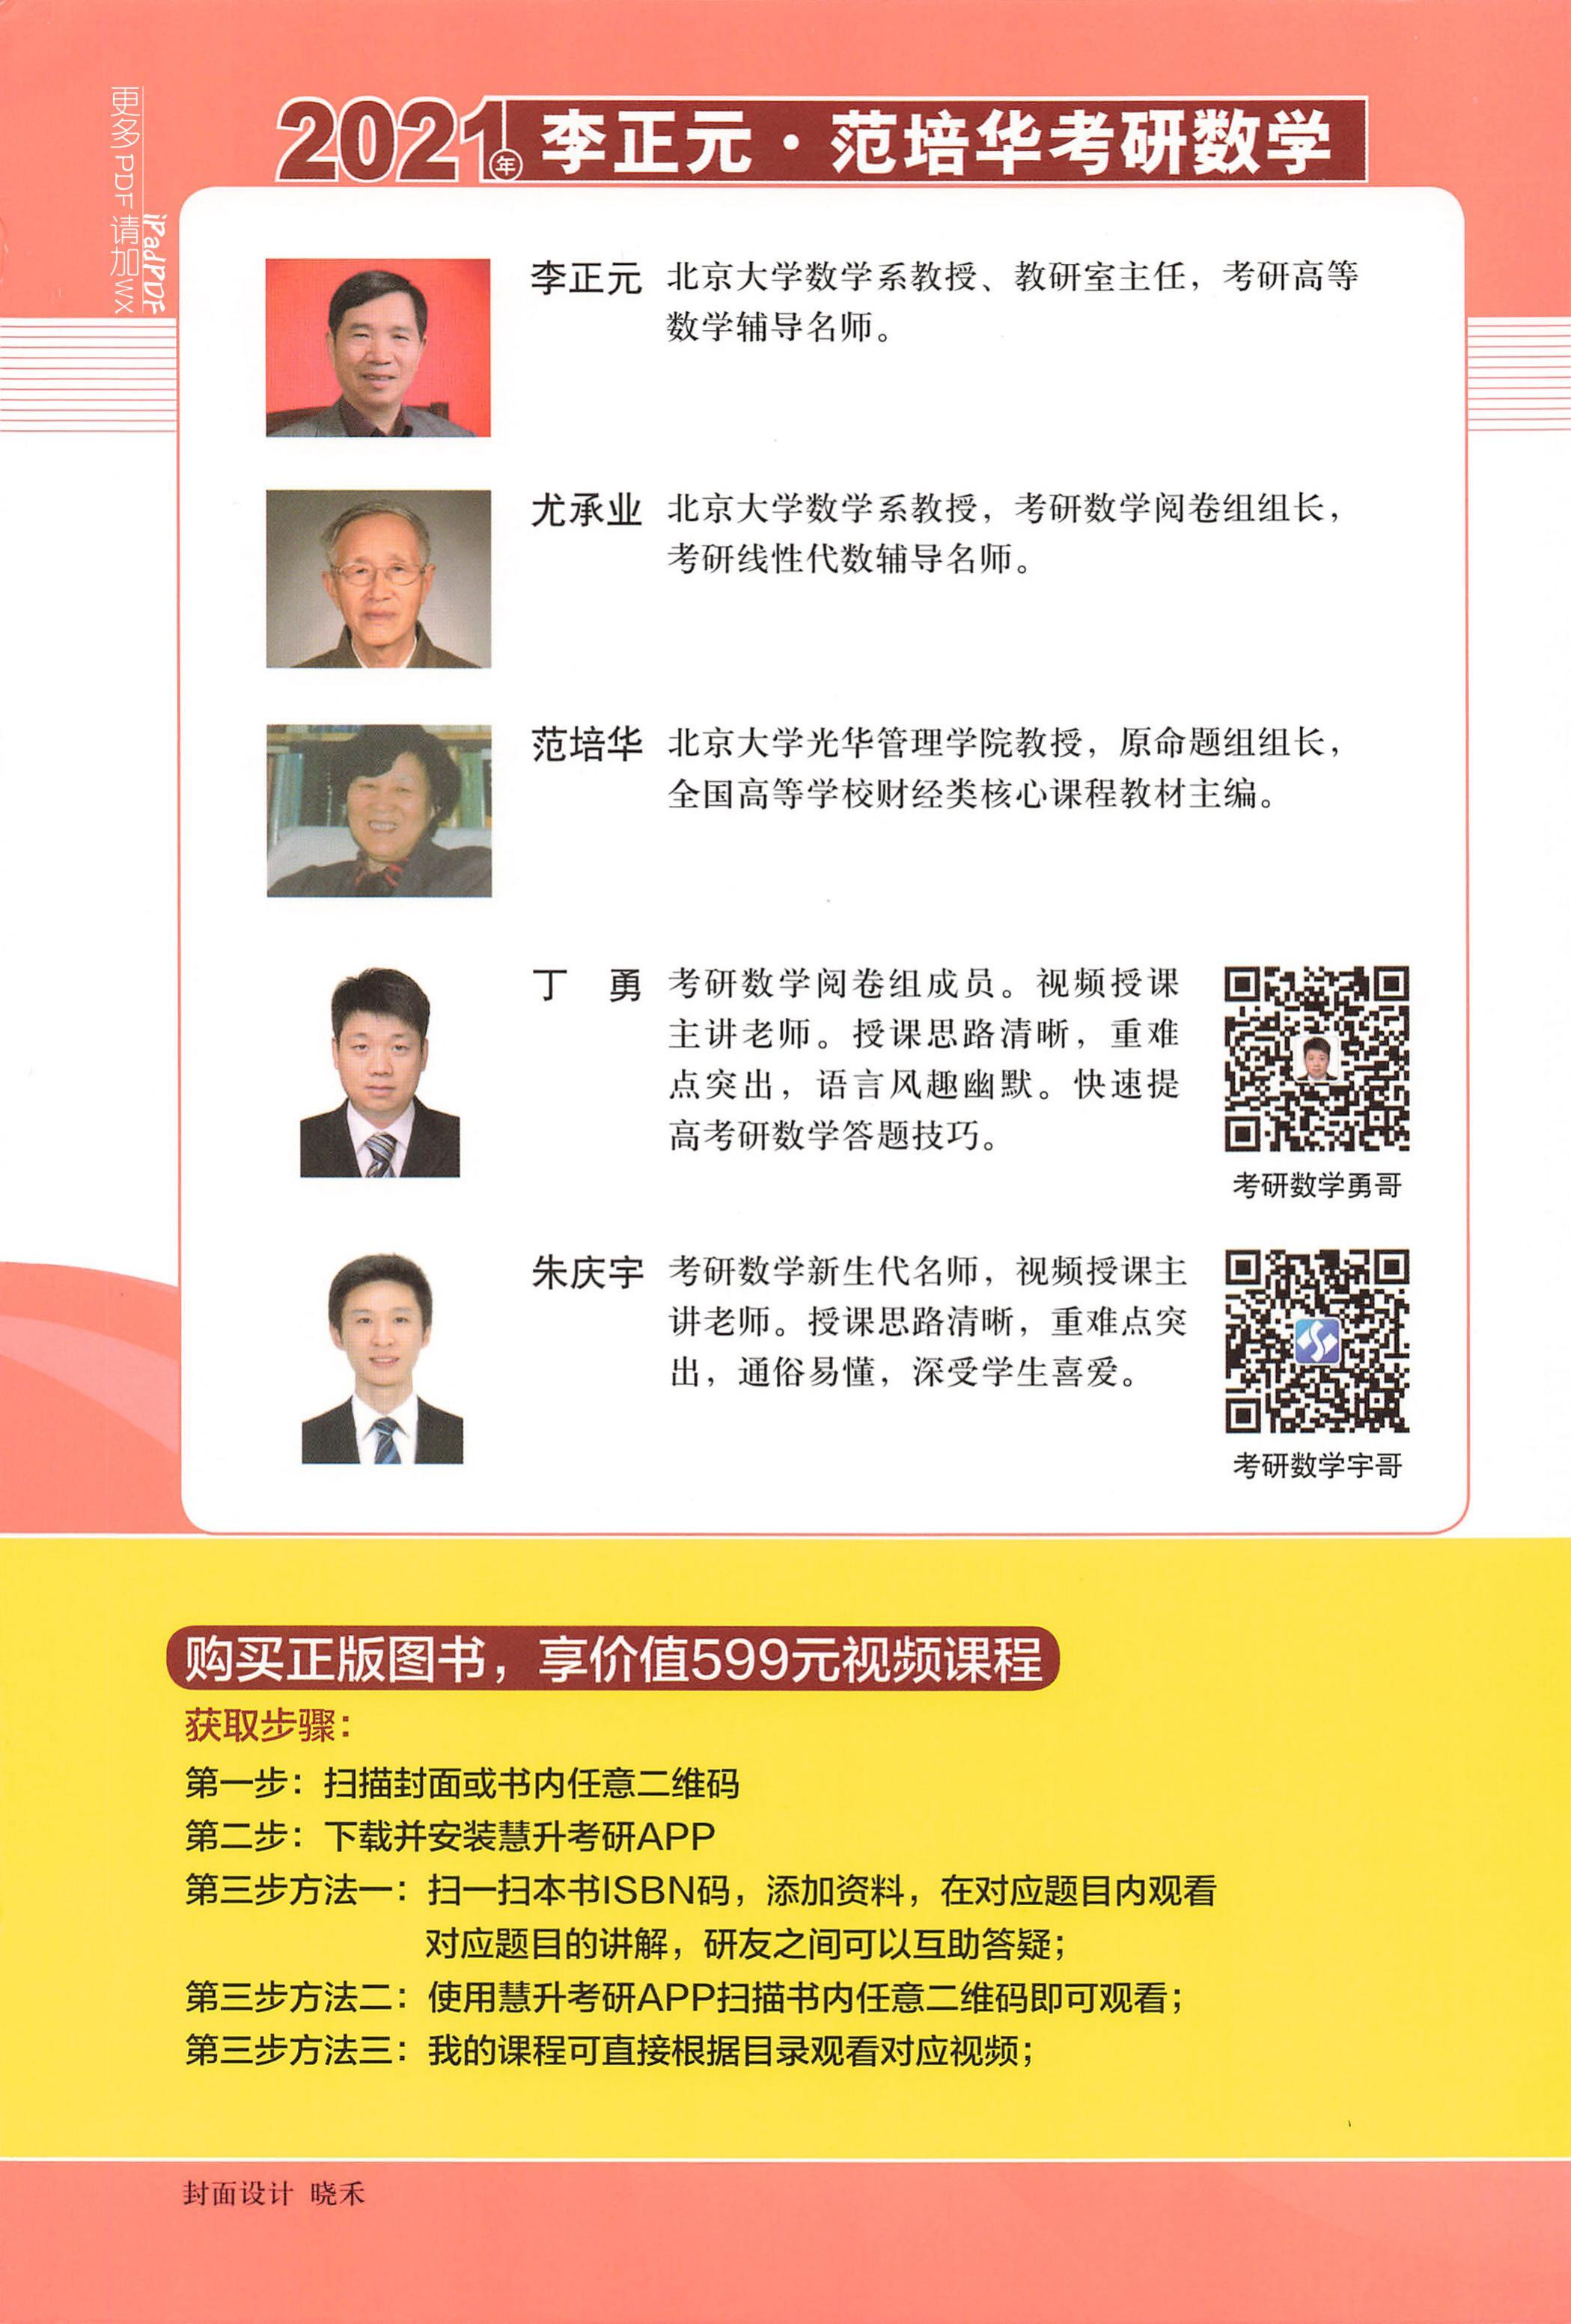 更多PDF请加WX
iPadPDF
2021年 李正元·范培华考研数学
李正元 北京大学数学系教授、教研室主任，考研高等
数学辅导名师。
尤承业 北京大学数学系教授，考研数学阅卷组组长，
考研线性代数辅导名师。
范培华 北京大学光华管理学院教授，原命题组组长，
全国高等学校财经类核心课程教材主编。
丁 勇 考研数学阅卷组成员。视频授课
主讲老师。授课思路清晰，重难
点突出，语言风趣幽默。快速提
高考研数学答题技巧。
考研数学勇哥
朱庆宇 考研数学新生代名师，视频授课主
讲老师。授课思路清晰，重难点突
出，通俗易懂，深受学生喜爱。
考研数学宇哥
购买正版图书，享价值599元视频课程
获取步骤：
第一步：扫描封面或书内任意二维码
第二步：下载并安装慧升考研APP
第三步方法一：扫一扫本书ISBN码，添加资料，在对应题目内观看
对应题目的讲解，研友之间可以互助答疑；
第三步方法二：使用慧升考研APP扫描书内任意二维码即可观看；
第三步方法三：我的课程可直接根据目录观看对应视频；
封面设计 晓禾